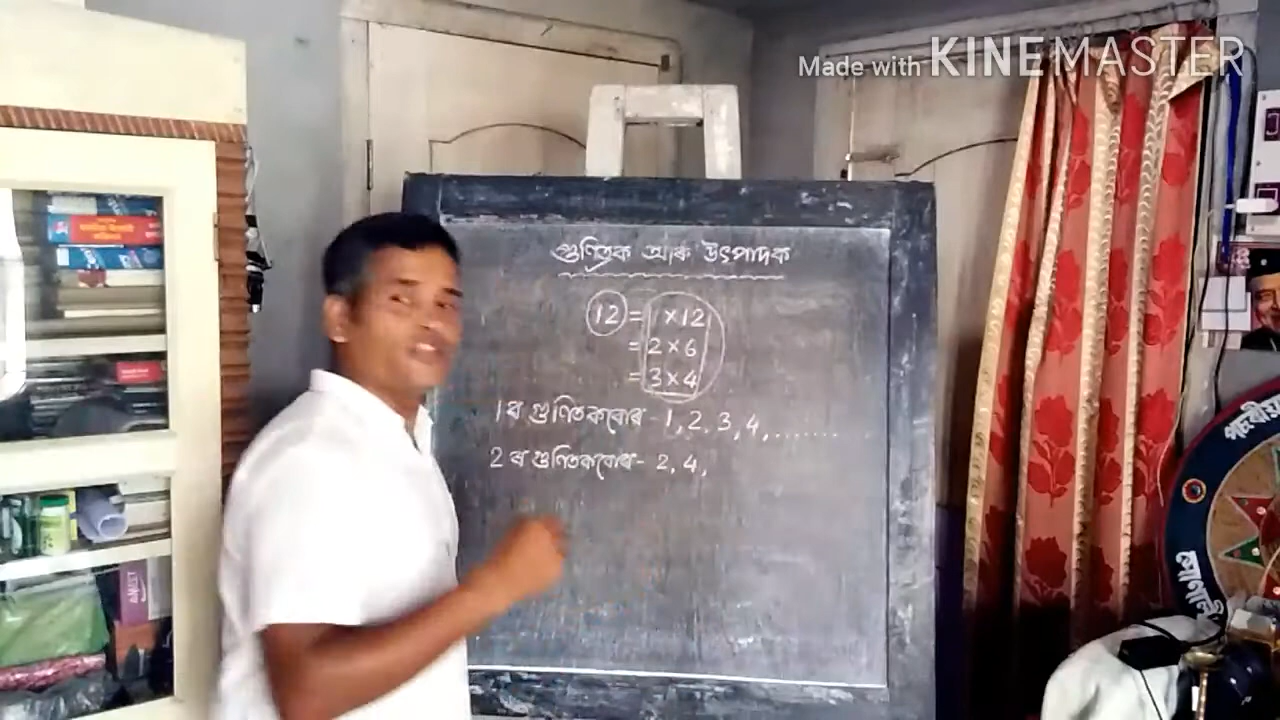 Made with KINEMASTER
গুণিতক আৰু উৎপাদক
12 = 1 × 12
= 2 × 6
= 3 × 4
1ৰ গুণিতকবোৰ - 1, 2, 3, 4, ........
2 ৰ গুণিতকবোৰ - 2, 4,